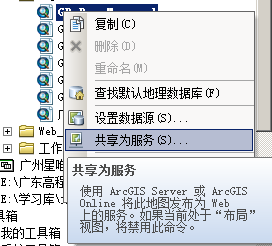 复制(C)
删除(D)
重命名(M)
查找默认地理数据库(F)
设置数据源(S)...
共享为服务(S)...
Web_
工作
广州星唯
E:\广东高程
E:\学习库\
具箱
我的工具箱
共享为服务
使用 ArcGIS Server 或 ArcGIS
Online 将此地图发布为 Web
上的服务。如果当前处于“布局”
视图，将禁用此命令。